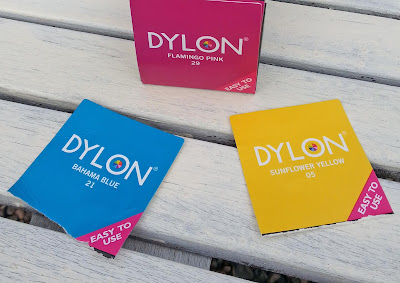 DYLON®
FLAMINGO PINK
29
EASY TO
USE
DYLON®
BAHAMA BLUE
21
EASY TO
USE
DYLON®
SUNFLOWER YELLOW
05
EASY TO
USE